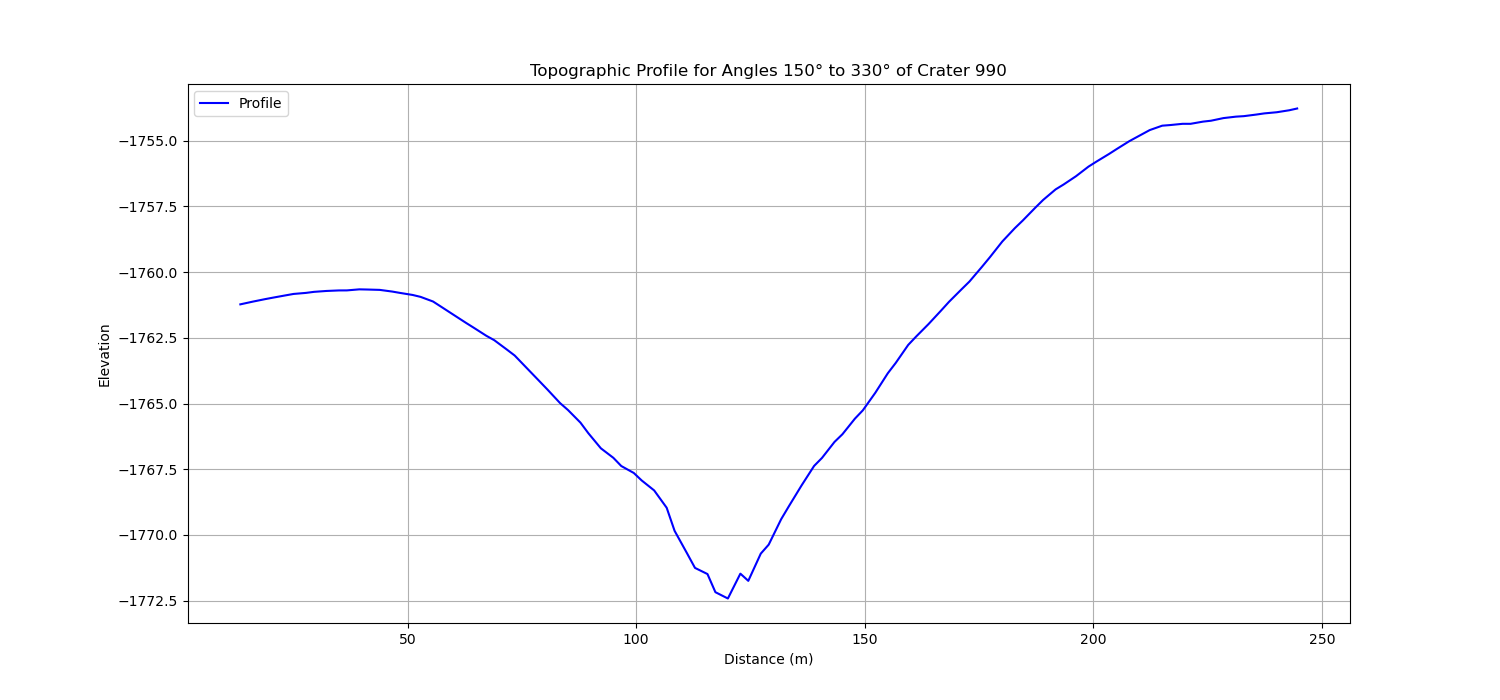 Topographic Profile for Angles 150° to 330° of Crater 990
Profile
−1755.0
−1757.5
−1760.0
−1762.5
−1765.0
−1767.5
−1770.0
−1772.5
Elevation
50 100 150 200 250
Distance (m)